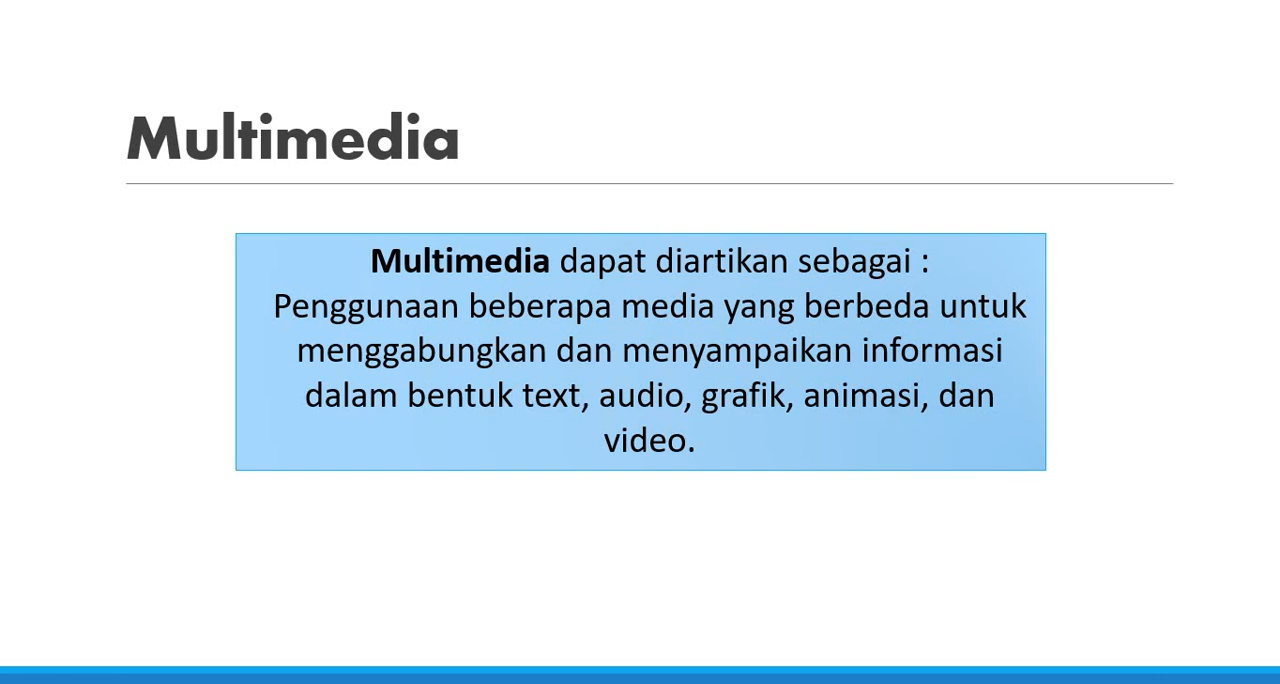 Multimedia
Multimedia dapat diartikan sebagai :
Penggunaan beberapa media yang berbeda untuk
menggabungkan dan menyampaikan informasi
dalam bentuk text, audio, grafik, animasi, dan
video.